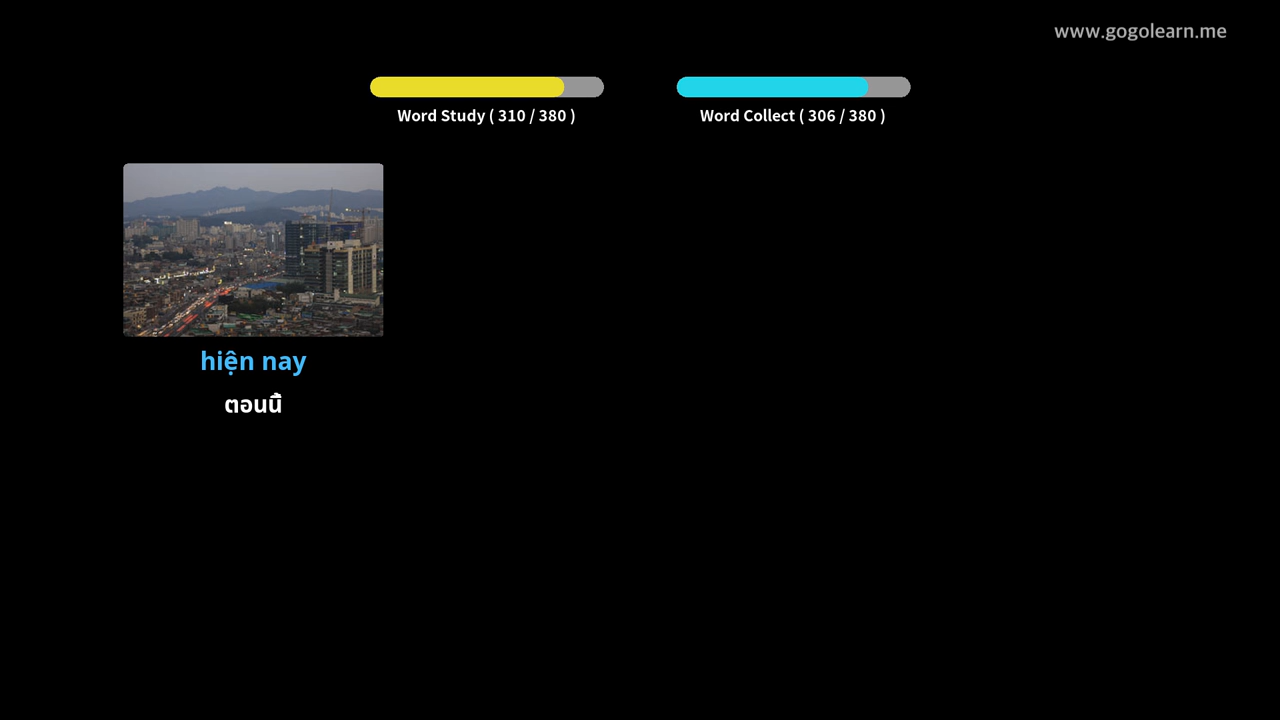 www.gogolearn.me
Word Study ( 310 / 380 )
Word Collect ( 306 / 380 )
hiện nay
ตอนนี้